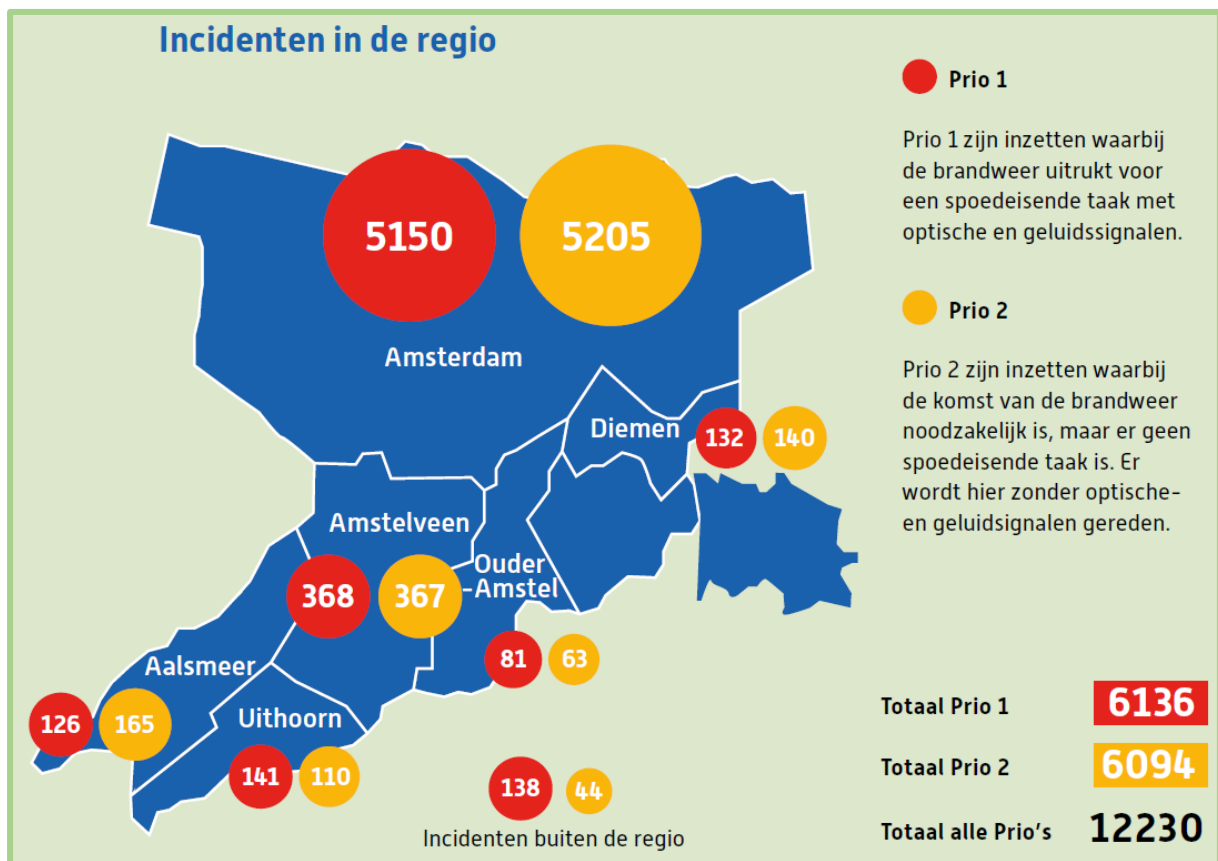 Incidenten in de regio
5150
5205
Amsterdam
Diemen
132
140
Amstelveen
368
367
Ouder
-Amstel
81
63
Aalsmeer
126
165
Uithoorn
141
110
138
44
Incidenten buiten de regio
Prio 1
Prio 1 zijn inzetten waarbij
de brandweer uitrukt voor
een spoedeisende taak met
optische en geluidssignalen.
Prio 2
Prio 2 zijn inzetten waarbij
de komst van de brandweer
noodzakelijk is, maar er geen
spoedeisende taak is. Er
wordt hier zonder optische-
en geluidsignalen gereden.
Totaal Prio 1 6136
Totaal Prio 2 6094
Totaal alle Prio's 12230